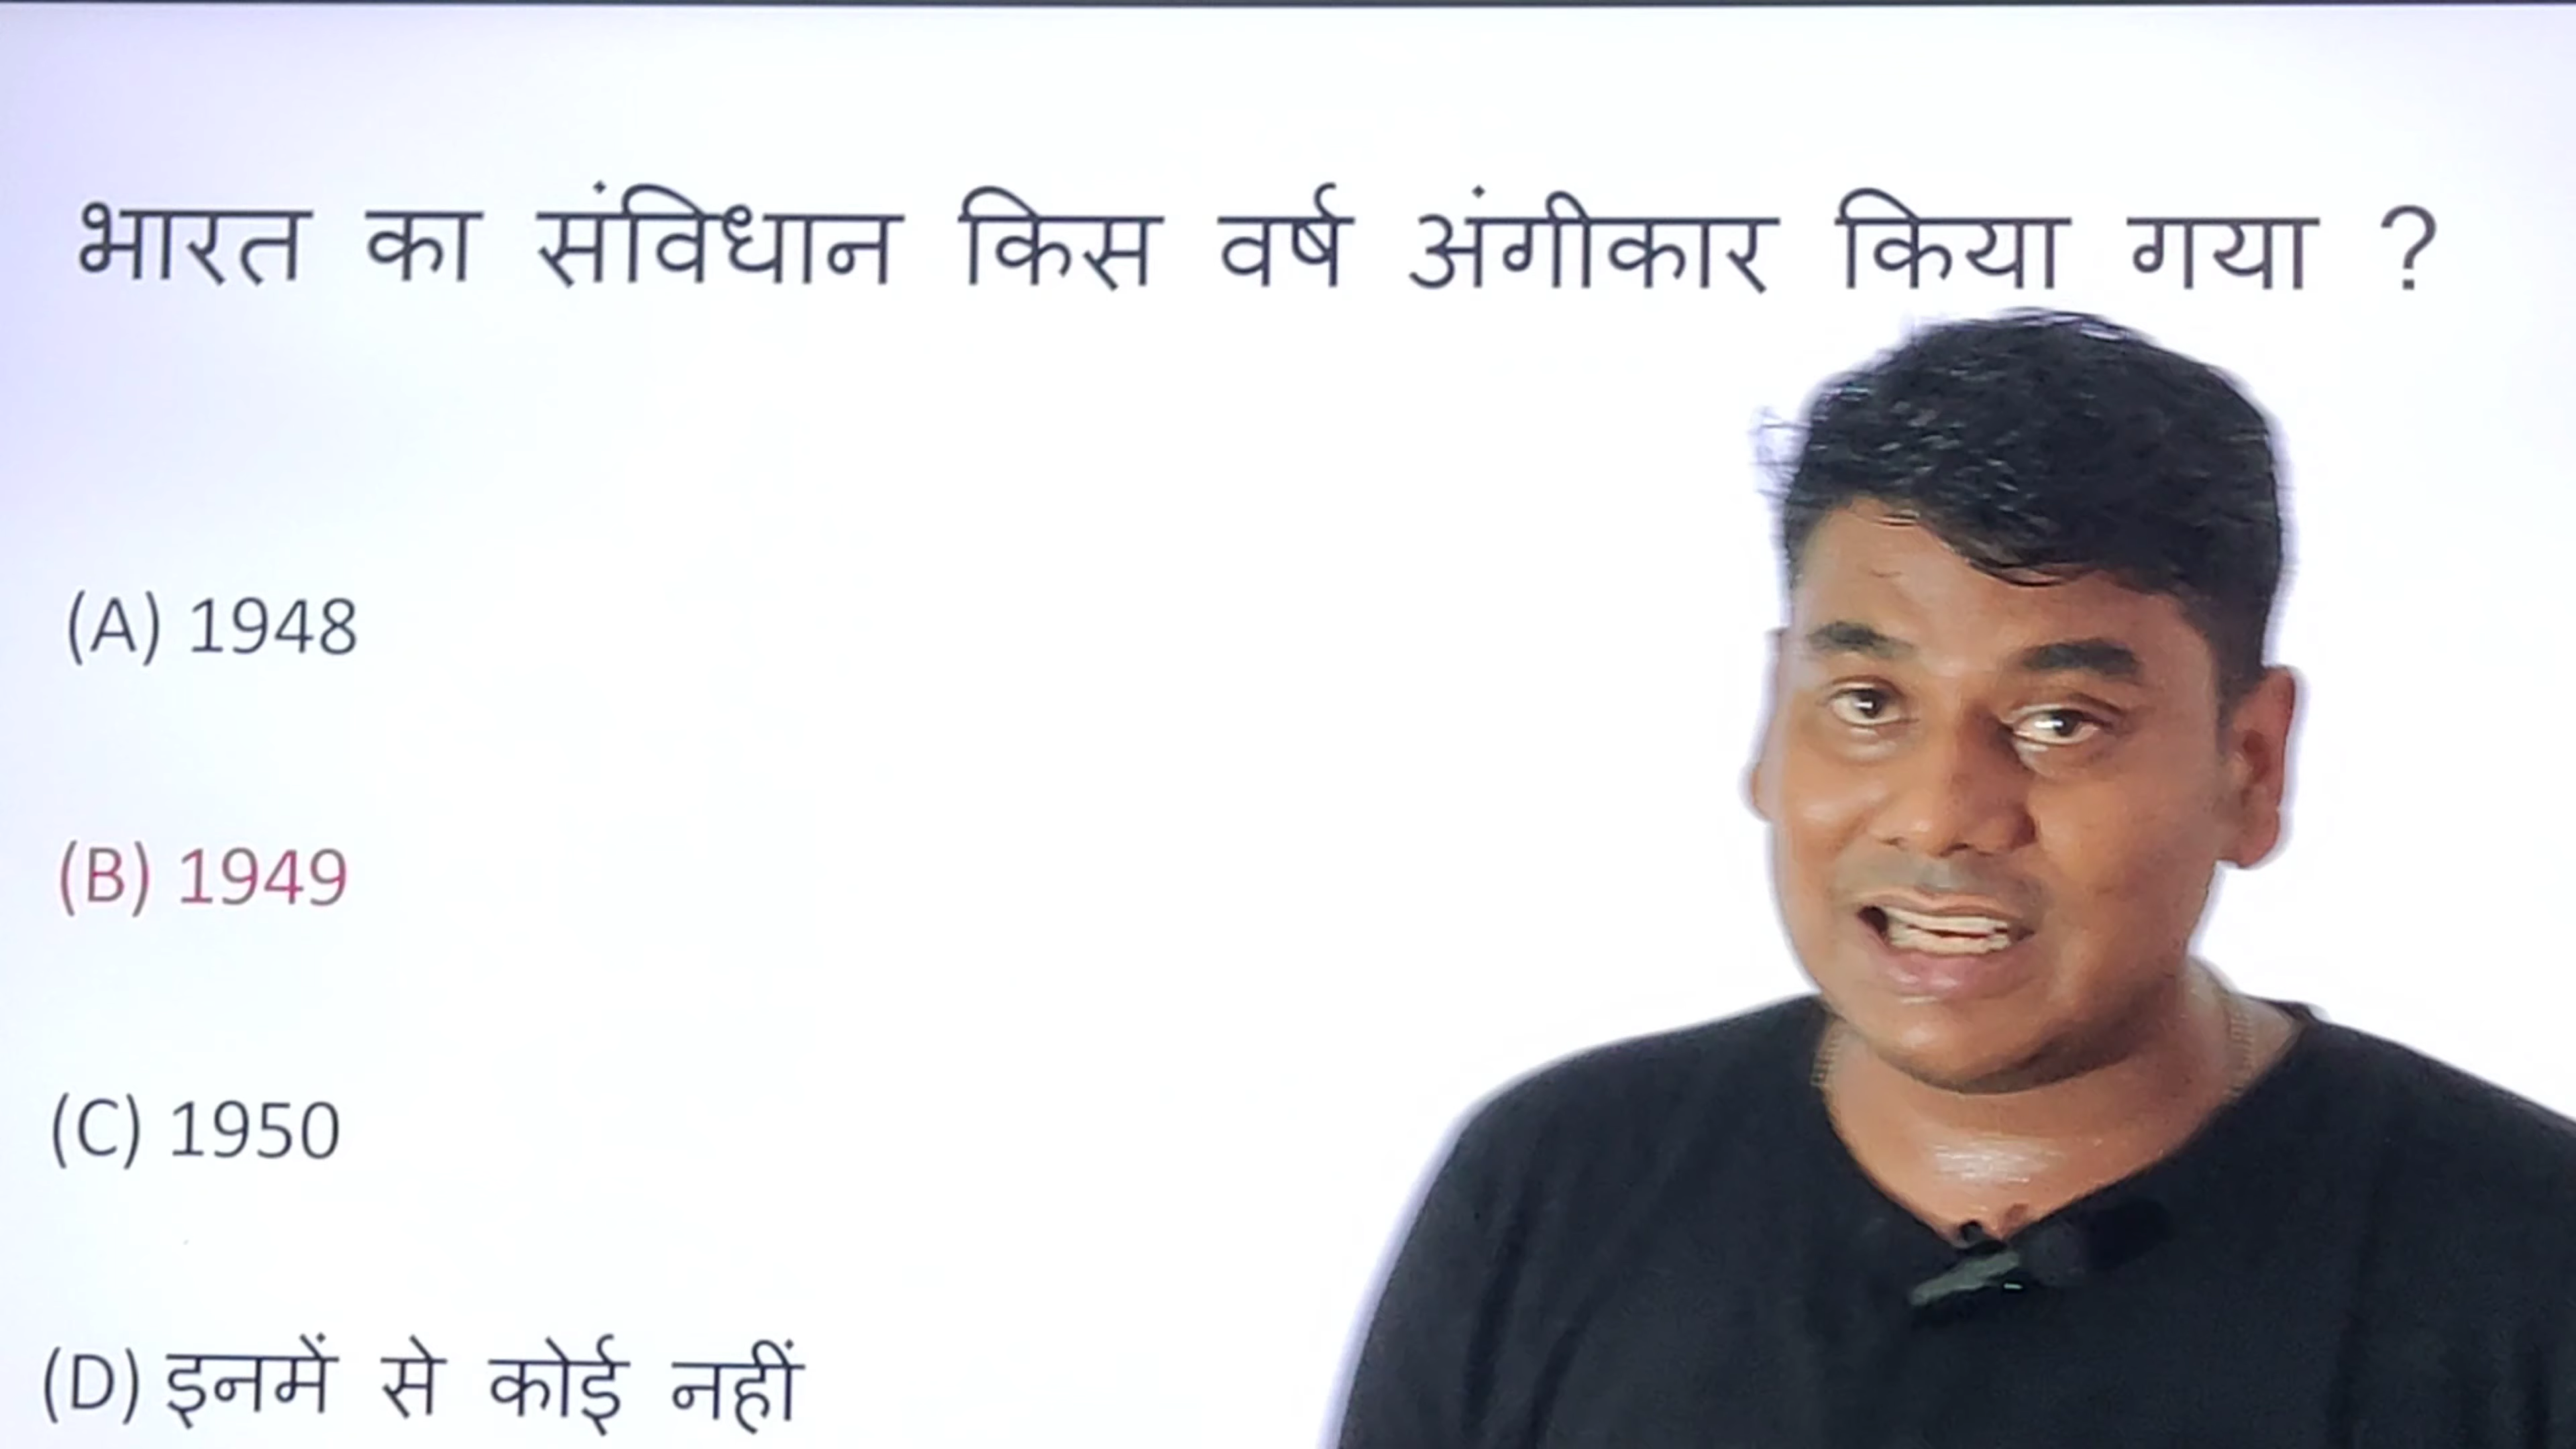 भारत का संविधान किस वर्ष अंगीकार किया गया ?
(A) 1948
(B) 1949
(C) 1950
(D) इनमें से कोई नहीं